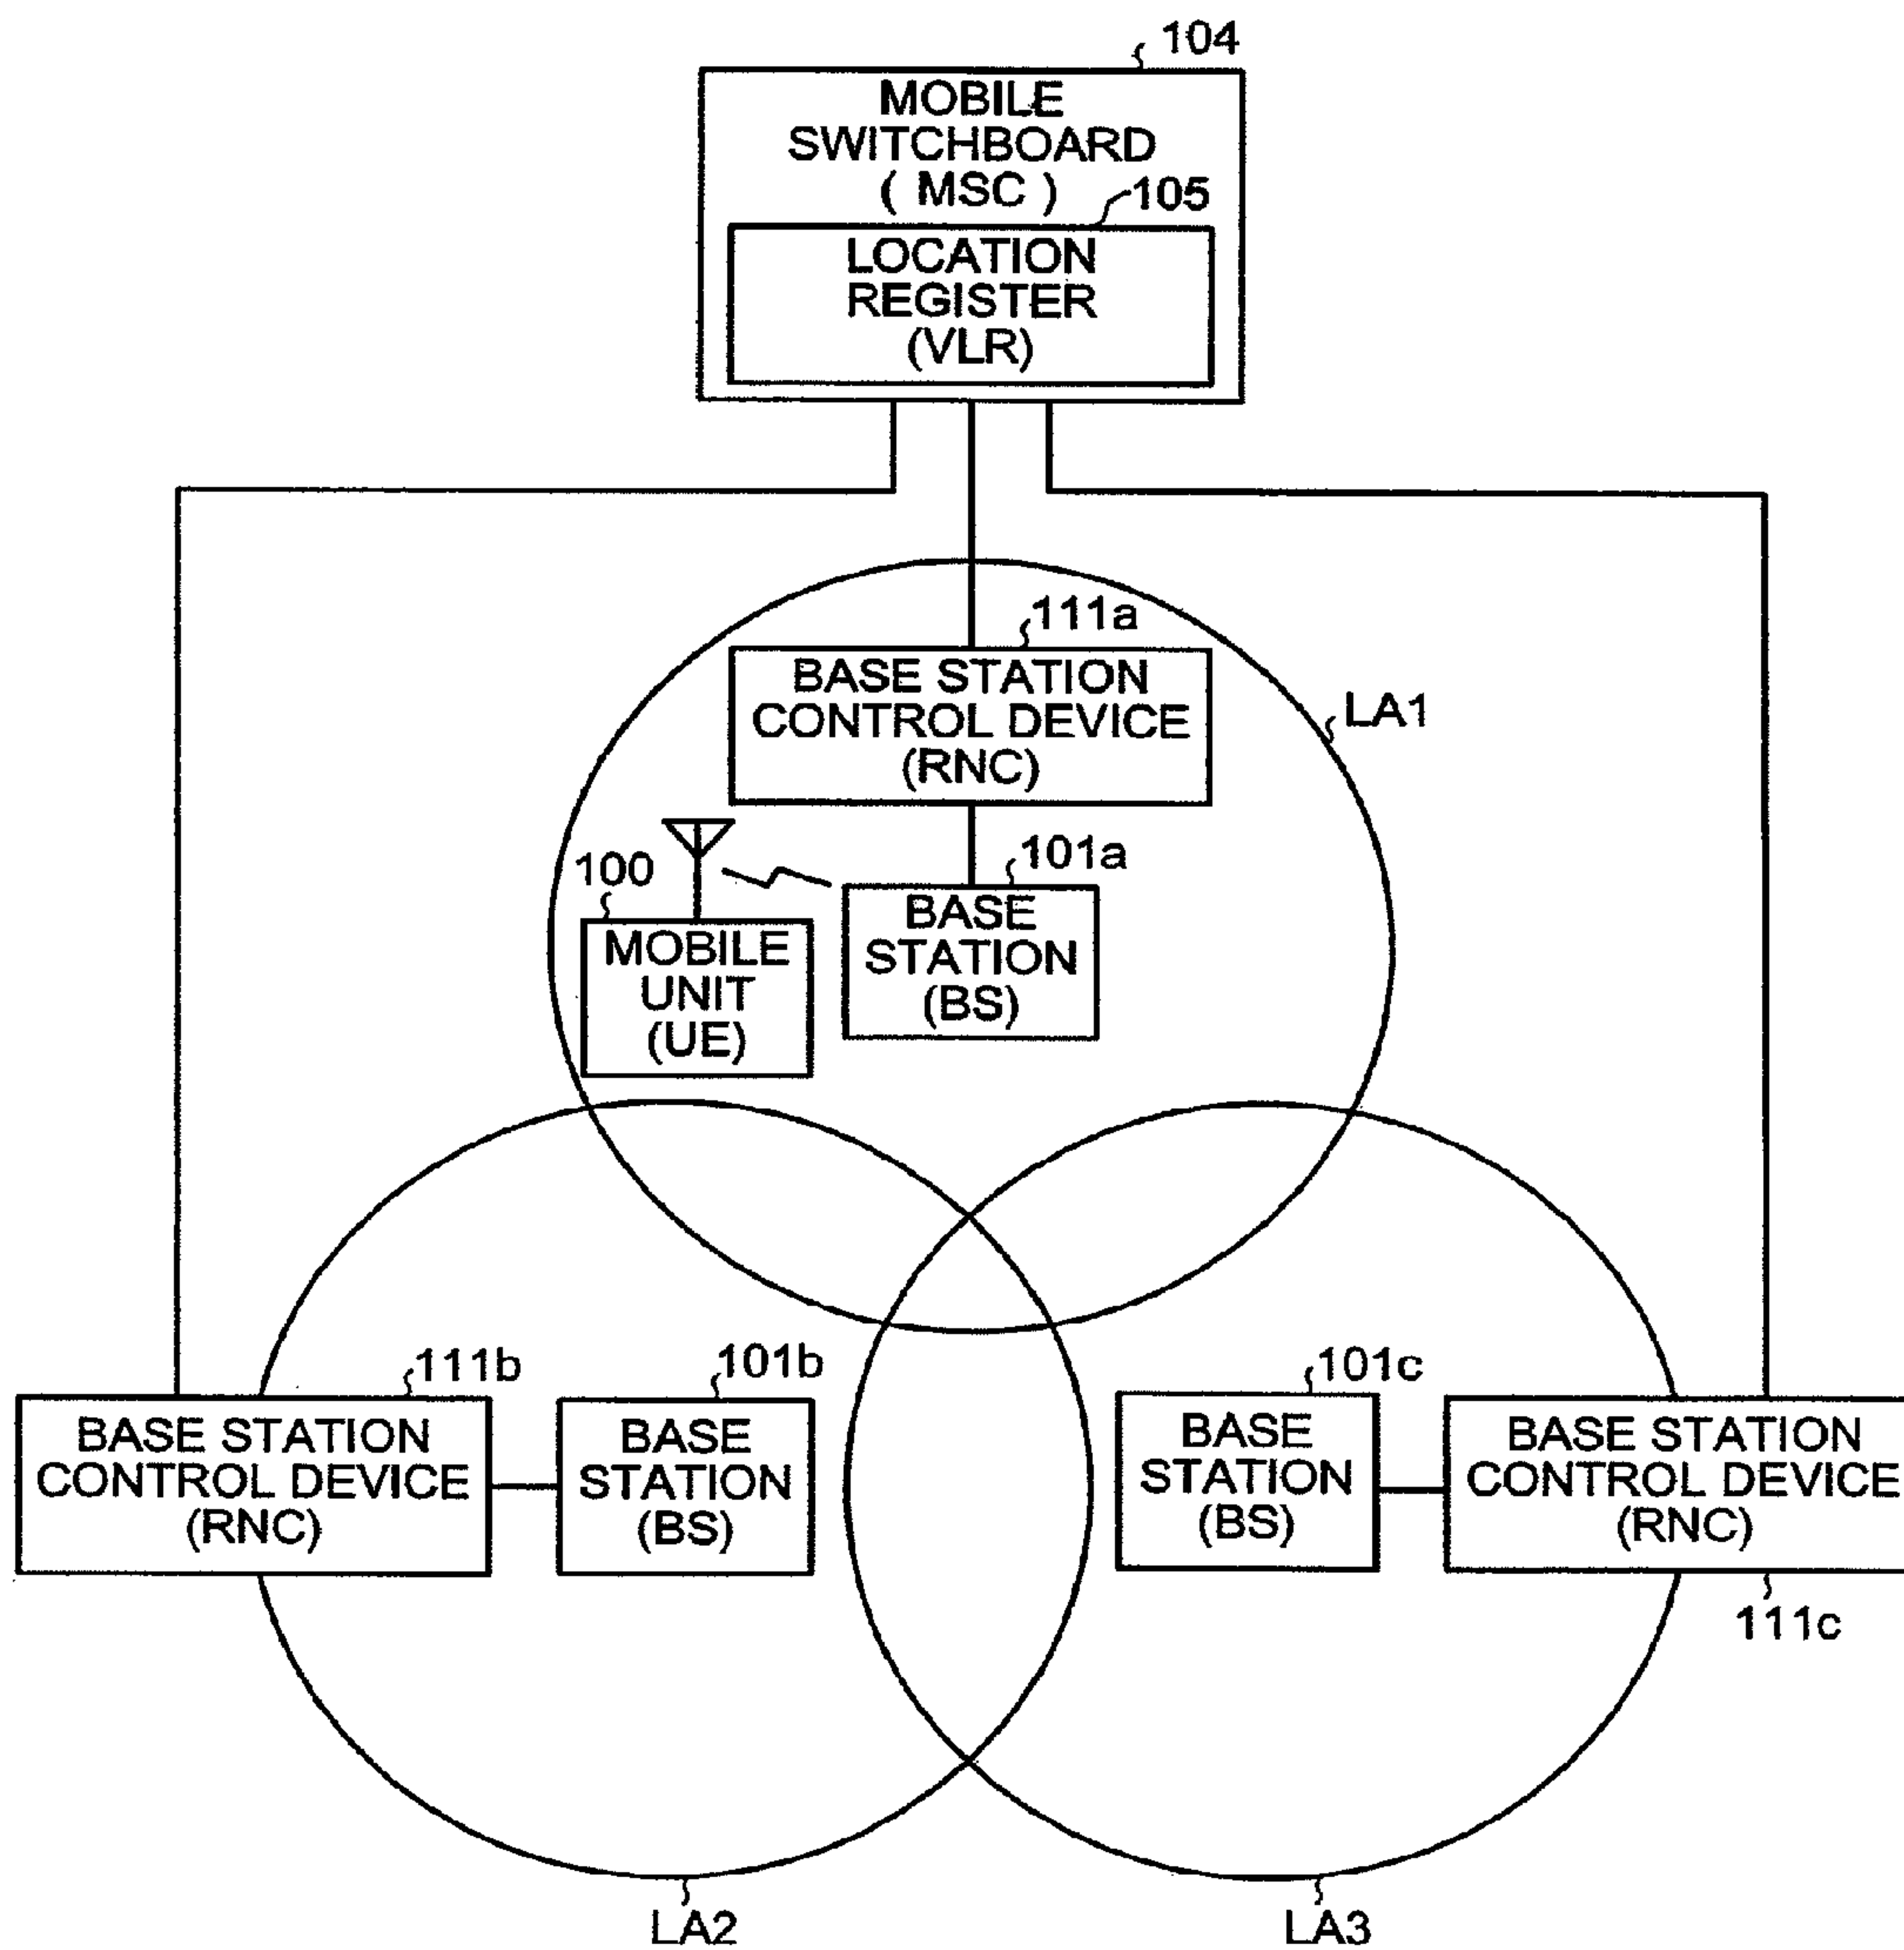 104
MOBILE
SWITCHBOARD
( MSC )
105
LOCATION
REGISTER
(VLR)
111a
BASE STATION
CONTROL DEVICE
(RNC)
LA1
101a
100
BASE
STATION
(BS)
MOBILE
UNIT
(UE)
111b
BASE STATION
CONTROL DEVICE
(RNC)
101b
BASE
STATION
(BS)
101c
BASE
STATION
(BS)
BASE STATION
CONTROL DEVICE
(RNC)
111c
LA2
LA3